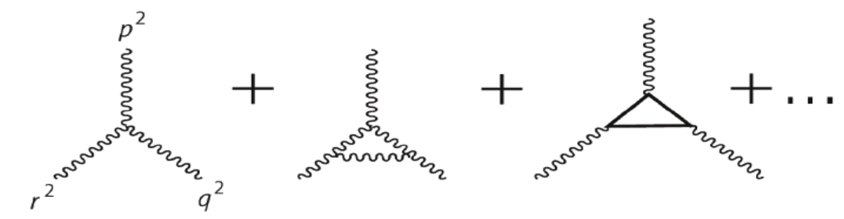 p²
+ + + ...
r² q²